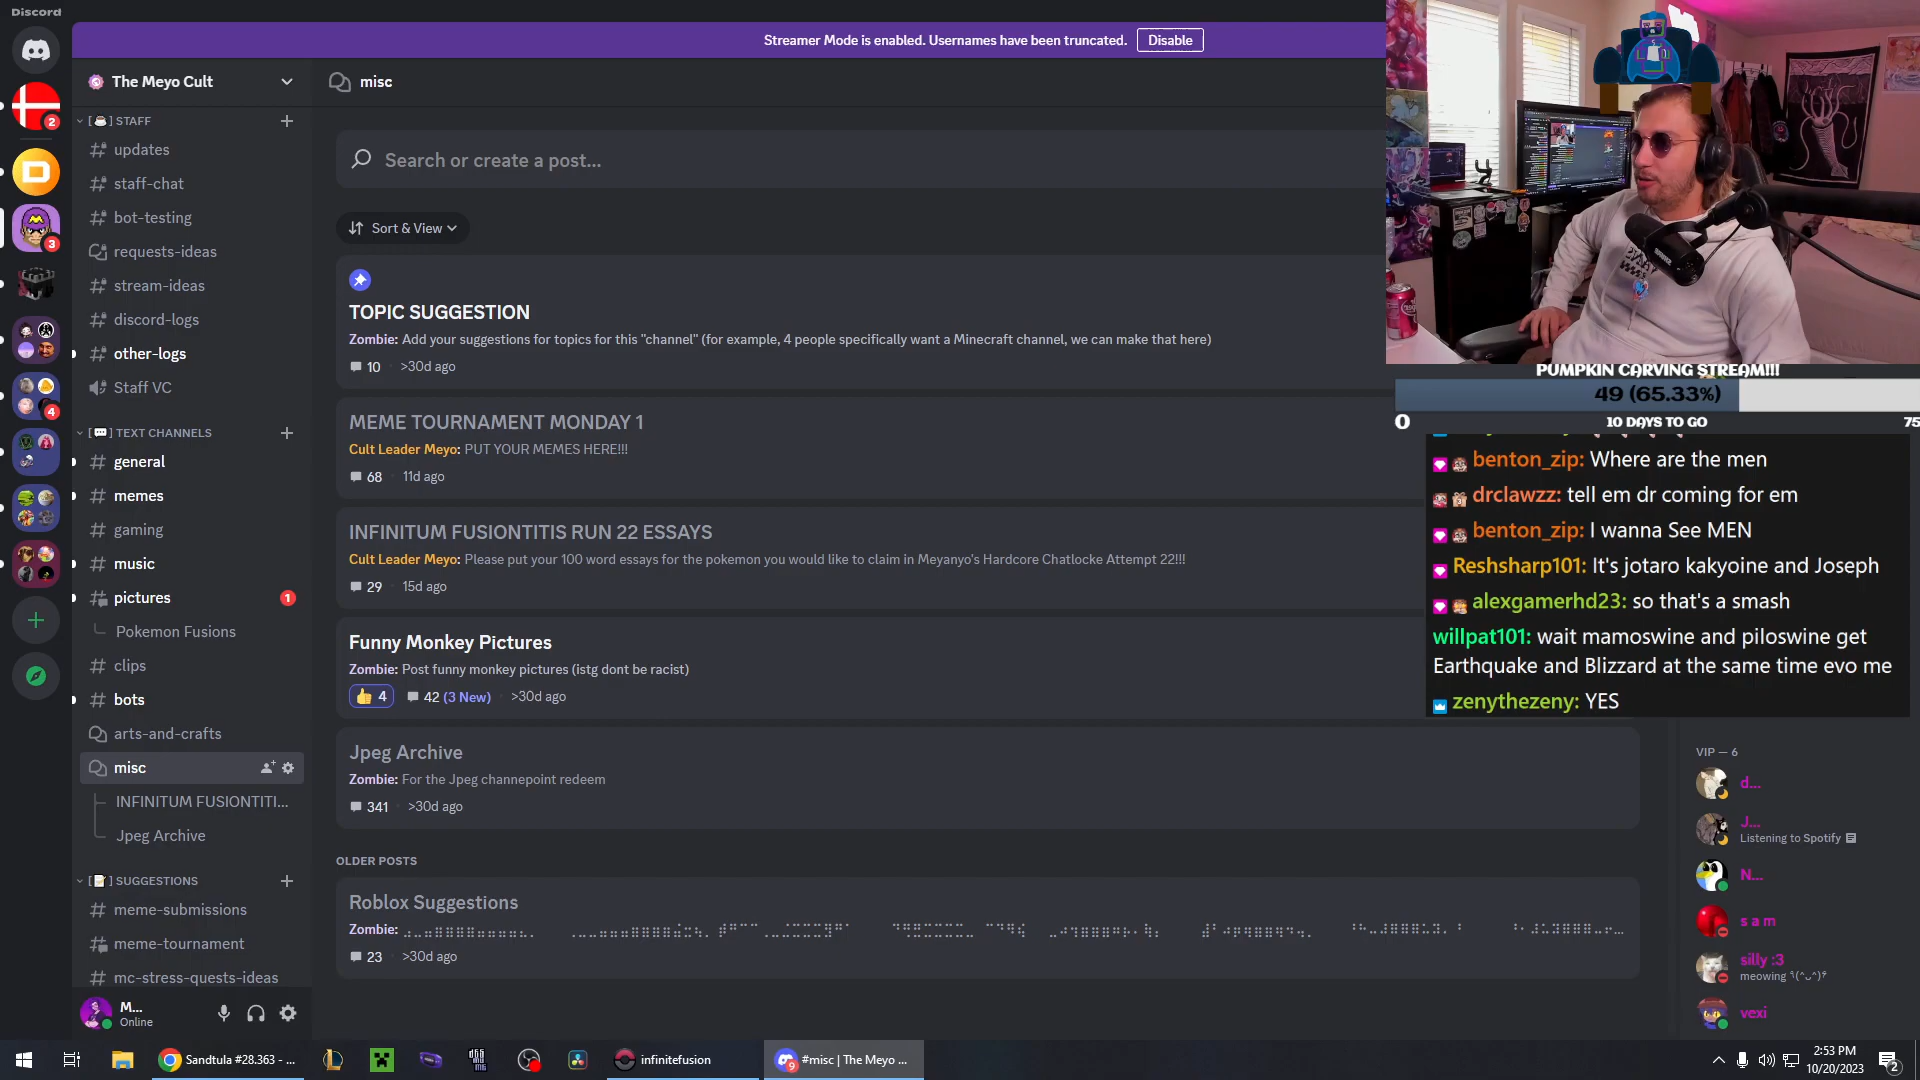 Discord
Streamer Mode is enabled. Usernames have been truncated.
Disable
The Meyo Cult
misc
STAFF
updates
staff-chat
bot-testing
requests-ideas
stream-ideas
discord-logs
other-logs
Staff VC
TEXT CHANNELS
general
memes
gaming
music
pictures
1
Pokemon Fusions
clips
bots
arts-and-crafts
misc
INFINITUM FUSIONTITI...
Jpeg Archive
SUGGESTIONS
meme-submissions
meme-tournament
mc-stress-quests-ideas
M...
Online
2
3
4
Search or create a post...
Sort & View
TOPIC SUGGESTION
Zombie: Add your suggestions for topics for this "channel" (for example, 4 people specifically want a Minecraft channel, we can make that here)
10 >30d ago
MEME TOURNAMENT MONDAY 1
Cult Leader Meyo: PUT YOUR MEMES HERE!!!
68 11d ago
INFINITUM FUSIONTITIS RUN 22 ESSAYS
Cult Leader Meyo: Please put your 100 word essays for the pokemon you would like to claim in Meyanyo's Hardcore Chatlocke Attempt 22!!!
29 15d ago
Funny Monkey Pictures
Zombie: Post funny monkey pictures (istg dont be racist)
4 42 (3 New) >30d ago
Jpeg Archive
Zombie: For the Jpeg channepoint redeem
341 >30d ago
OLDER POSTS
Roblox Suggestions
Zombie:
23 >30d ago
PUMPKIN CARVING STREAM!!!
49 (65.33%)
0 10 DAYS TO GO 75
benton_zip: Where are the men
drclawzz: tell em dr coming for em
benton_zip: I wanna See MEN
Reshsharp101: It's jotaro kakyoine and Joseph
alexgamerhd23: so that's a smash
willpat101: wait mamoswine and piloswine get
Earthquake and Blizzard at the same time evo me
zenythezeny: YES
VIP — 6
d...
J...
Listening to Spotify
N...
s a m
silly :3
meowing
vexi
Sandtula #28.363 - ...
infinitefusion
9
#misc | The Meyo ...
2:53 PM
10/20/2023
2